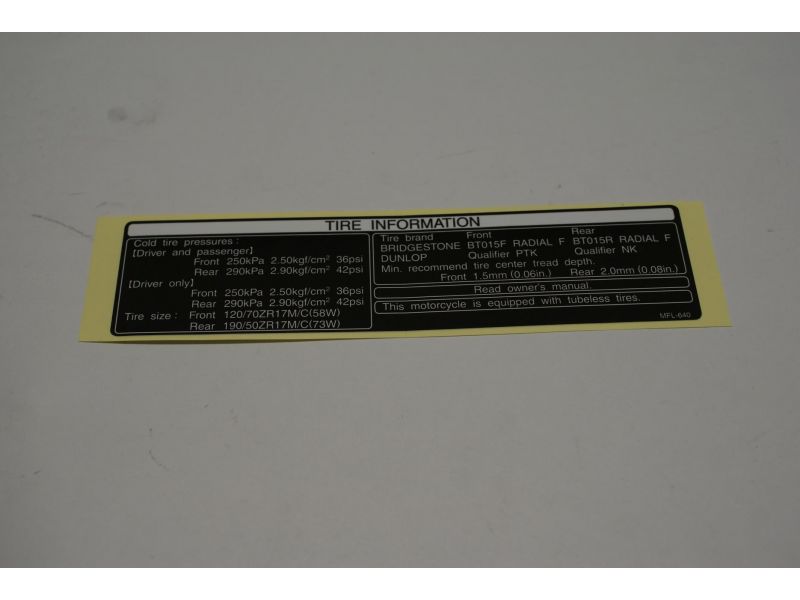 TIRE INFORMATION
Cold tire pressures :
[Driver and passenger]
Front 250kPa 2.50kgf/cm² 36psi
Rear 290kPa 2.90kgf/cm² 42psi
[Driver only]
Front 250kPa 2.50kgf/cm² 36psi
Rear 290kPa 2.90kgf/cm² 42psi
Tire size : Front 120/70ZR17M/C(58W)
Rear 190/50ZR17M/C(73W)
Tire brand Front Rear
BRIDGESTONE BT015F RADIAL F BT015R RADIAL F
DUNLOP Qualifier PTK Qualifier NK
Min. recommend tire center tread depth.
Front 1.5mm (0.06in.) Rear 2.0mm (0.08in.)
Read owner's manual.
This motorcycle is equipped with tubeless tires.
MFL-640